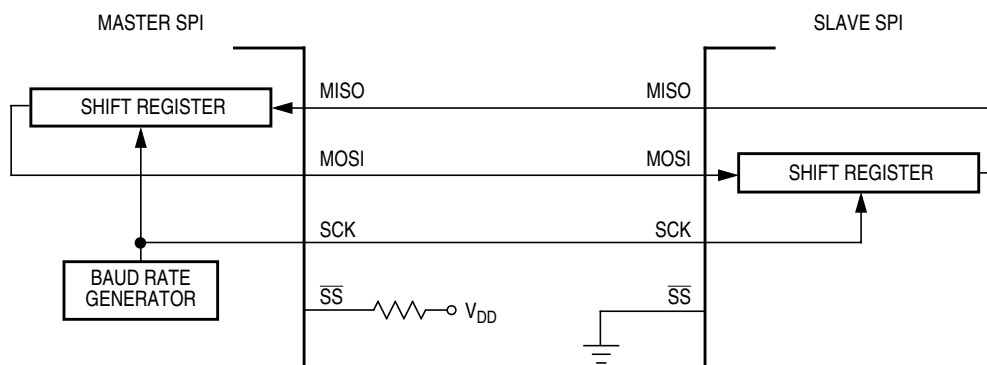 MASTER SPI
SLAVE SPI
SHIFT REGISTER
MISO
MISO
MOSI
MOSI
SHIFT REGISTER
SCK
SCK
BAUD RATE
GENERATOR
SS
VDD
SS